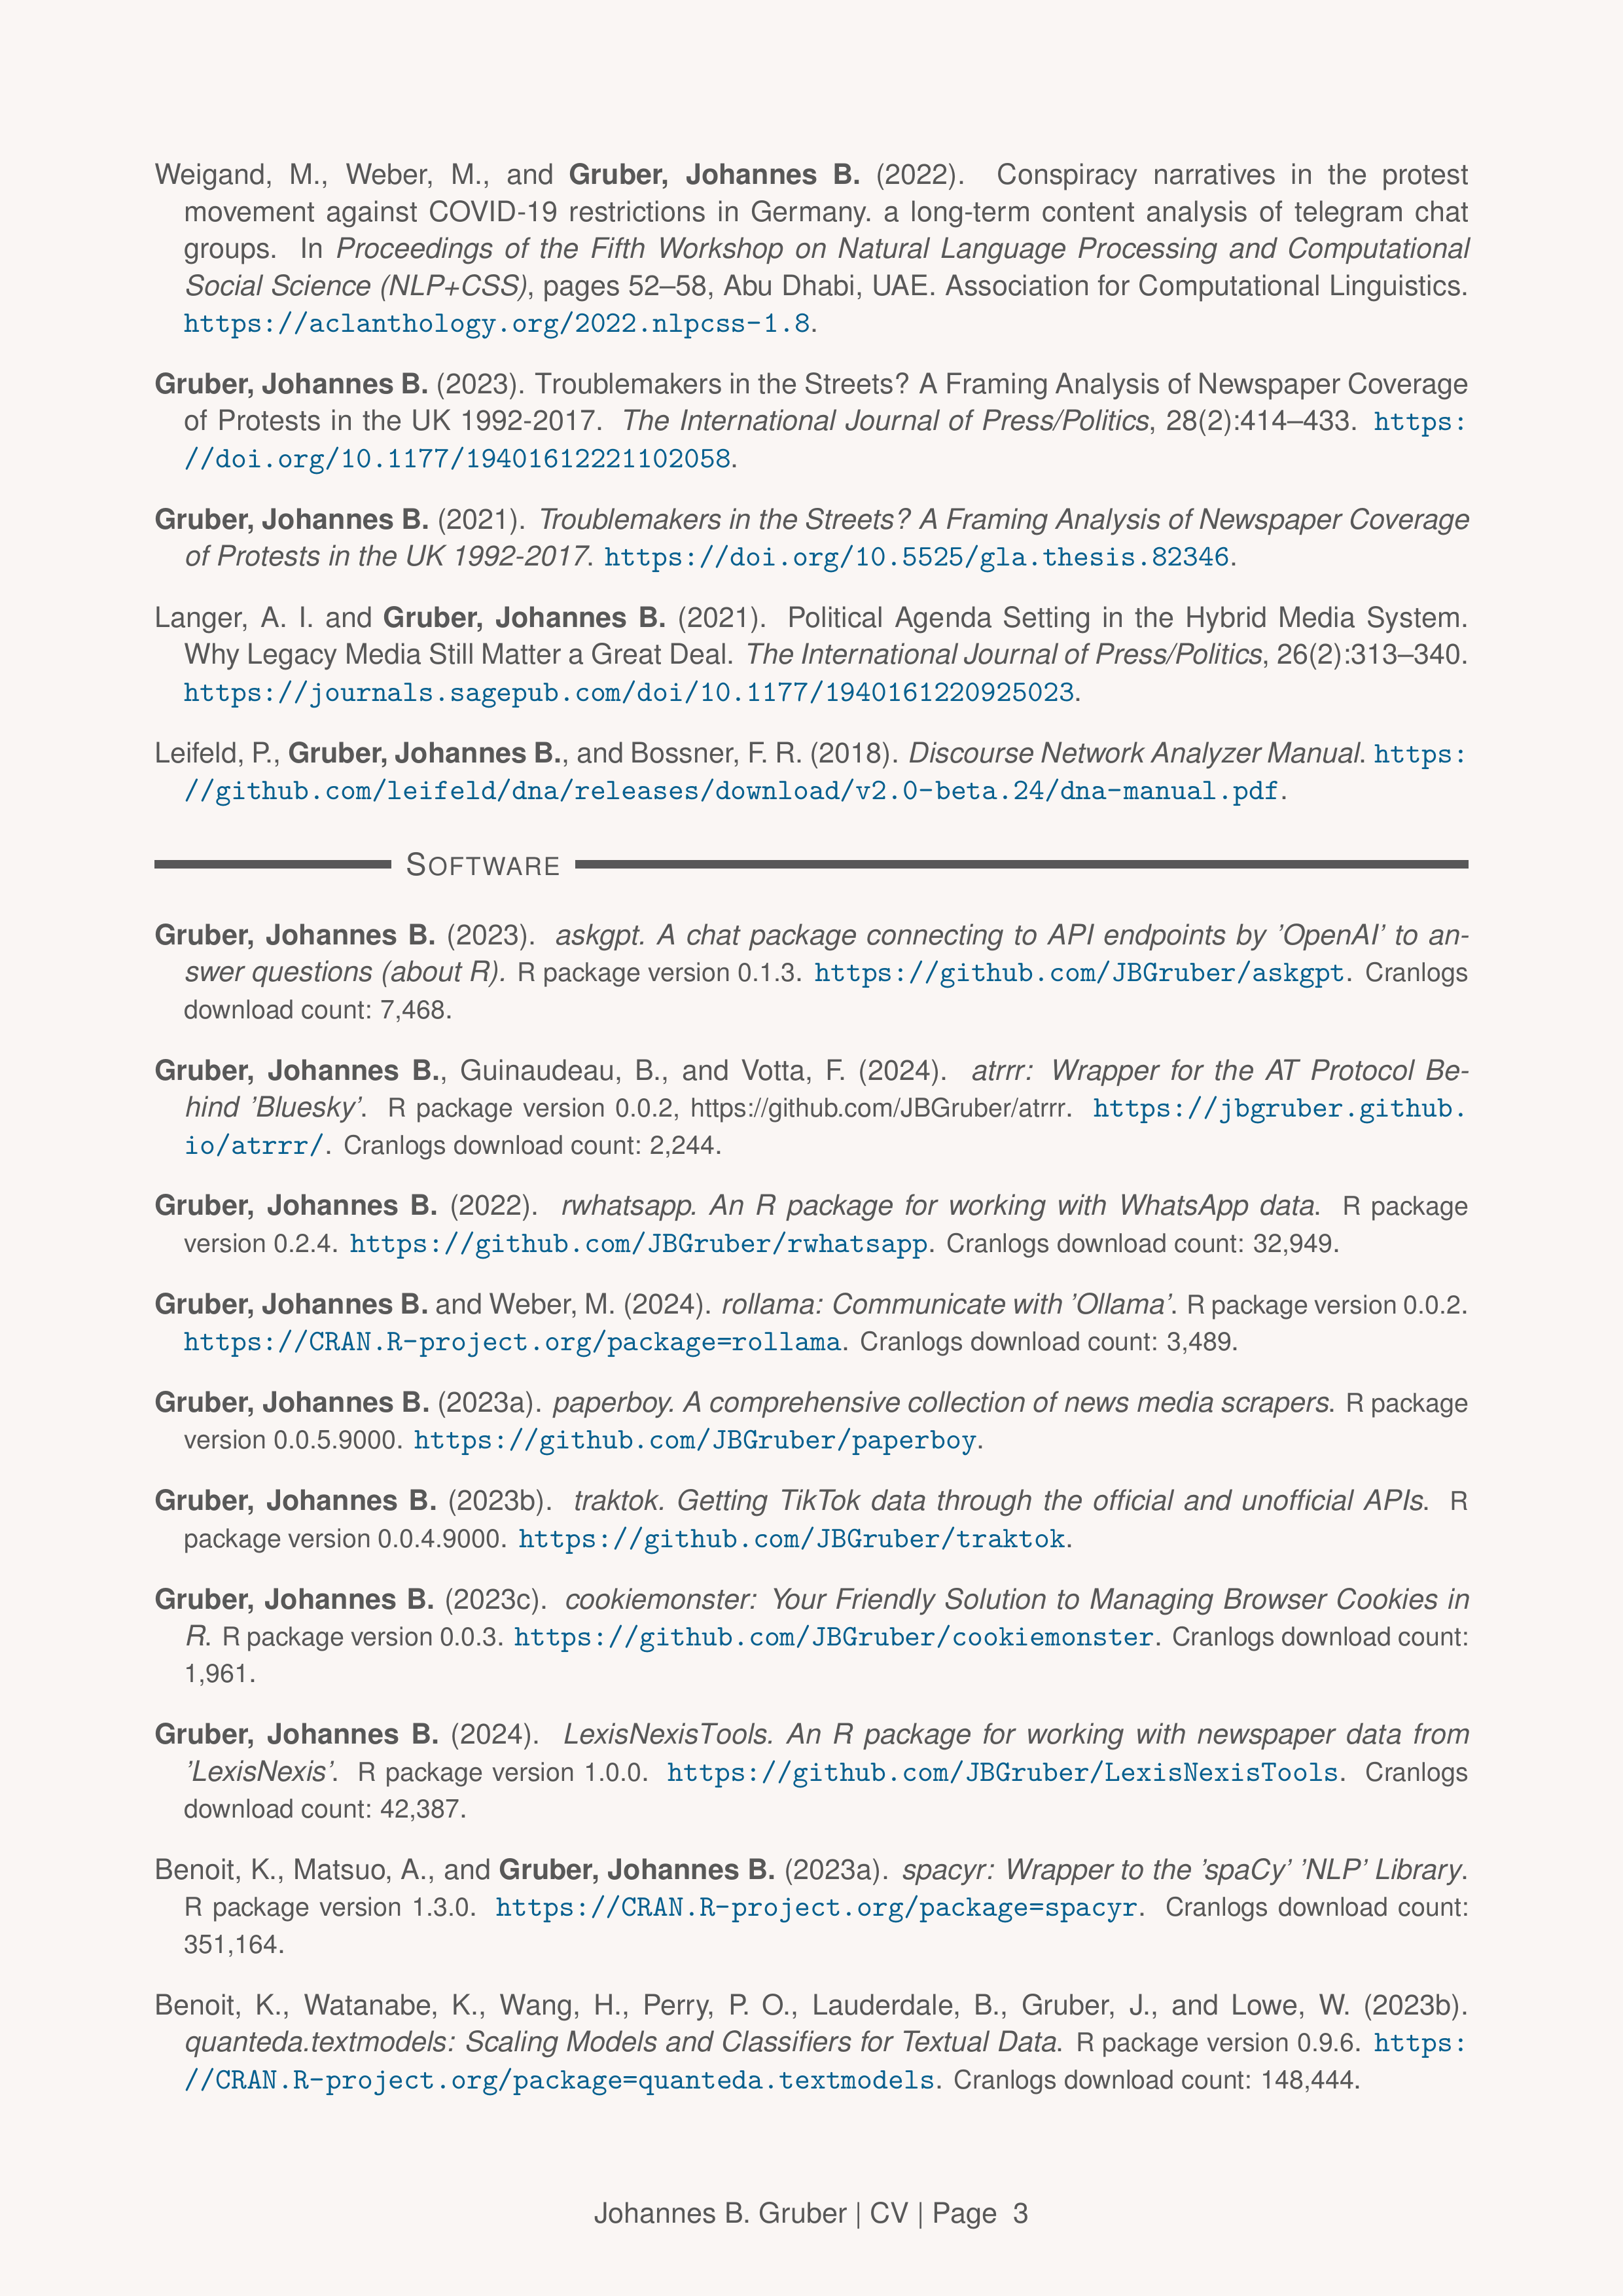 Weigand, M., Weber, M., and Gruber, Johannes B. (2022). Conspiracy narratives in the protest
movement against COVID-19 restrictions in Germany. a long-term content analysis of telegram chat
groups. In Proceedings of the Fifth Workshop on Natural Language Processing and Computational
Social Science (NLP+CSS), pages 52–58, Abu Dhabi, UAE. Association for Computational Linguistics.
https://aclanthology.org/2022.nlpcss-1.8.
Gruber, Johannes B. (2023). Troublemakers in the Streets? A Framing Analysis of Newspaper Coverage
of Protests in the UK 1992-2017. The International Journal of Press/Politics, 28(2):414–433. https:
//doi.org/10.1177/19401612221102058.
Gruber, Johannes B. (2021). Troublemakers in the Streets? A Framing Analysis of Newspaper Coverage
of Protests in the UK 1992-2017. https://doi.org/10.5525/gla.thesis.82346.
Langer, A. I. and Gruber, Johannes B. (2021). Political Agenda Setting in the Hybrid Media System.
Why Legacy Media Still Matter a Great Deal. The International Journal of Press/Politics, 26(2):313–340.
https://journals.sagepub.com/doi/10.1177/1940161220925023.
Leifeld, P., Gruber, Johannes B., and Bossner, F. R. (2018). Discourse Network Analyzer Manual. https:
//github.com/leifeld/dna/releases/download/v2.0-beta.24/dna-manual.pdf.
SOFTWARE
Gruber, Johannes B. (2023). askgpt. A chat package connecting to API endpoints by 'OpenAI' to an-
swer questions (about R). R package version 0.1.3. https://github.com/JBGruber/askgpt. Cranlogs
download count: 7,468.
Gruber, Johannes B., Guinaudeau, B., and Votta, F. (2024). atrrr: Wrapper for the AT Protocol Be-
hind 'Bluesky'. R package version 0.0.2, https://github.com/JBGruber/atrrr. https://jbgruber.github.
io/atrrr/. Cranlogs download count: 2,244.
Gruber, Johannes B. (2022). rwhatsapp. An R package for working with WhatsApp data. R package
version 0.2.4. https://github.com/JBGruber/rwhatsapp. Cranlogs download count: 32,949.
Gruber, Johannes B. and Weber, M. (2024). rollama: Communicate with 'Ollama'. R package version 0.0.2.
https://CRAN.R-project.org/package=rollama. Cranlogs download count: 3,489.
Gruber, Johannes B. (2023a). paperboy. A comprehensive collection of news media scrapers. R package
version 0.0.5.9000. https://github.com/JBGruber/paperboy.
Gruber, Johannes B. (2023b). traktok. Getting TikTok data through the official and unofficial APIs. R
package version 0.0.4.9000. https://github.com/JBGruber/traktok.
Gruber, Johannes B. (2023c). cookiemonster: Your Friendly Solution to Managing Browser Cookies in
R. R package version 0.0.3. https://github.com/JBGruber/cookiemonster. Cranlogs download count:
1,961.
Gruber, Johannes B. (2024). LexisNexisTools. An R package for working with newspaper data from
'LexisNexis'. R package version 1.0.0. https://github.com/JBGruber/LexisNexisTools. Cranlogs
download count: 42,387.
Benoit, K., Matsuo, A., and Gruber, Johannes B. (2023a). spacyr: Wrapper to the 'spaCy' 'NLP' Library.
R package version 1.3.0. https://CRAN.R-project.org/package=spacyr. Cranlogs download count:
351,164.
Benoit, K., Watanabe, K., Wang, H., Perry, P. O., Lauderdale, B., Gruber, J., and Lowe, W. (2023b).
quanteda.textmodels: Scaling Models and Classifiers for Textual Data. R package version 0.9.6. https:
//CRAN.R-project.org/package=quanteda.textmodels. Cranlogs download count: 148,444.
Johannes B. Gruber | CV | Page 3